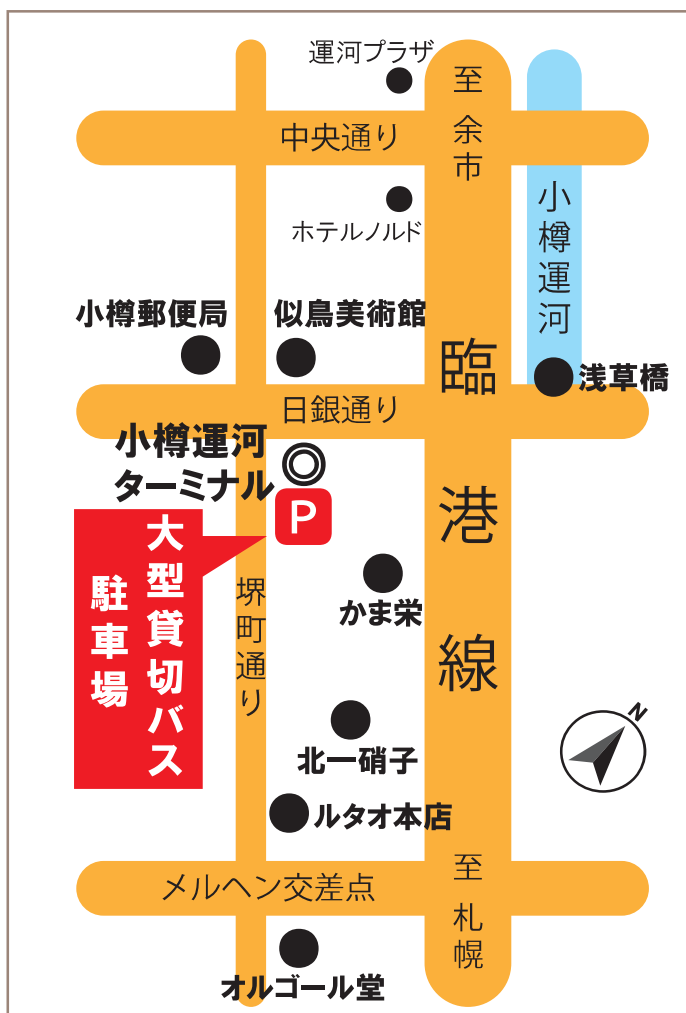 運河プラザ
至余市
中央通り
小樽運河
ホテルノルド
小樽郵便局
似鳥美術館
臨港線
浅草橋
日銀通り
小樽運河
ターミナル
P
大型貸切バス
駐車場
堺町通り
かま栄
北一硝子
N
ルタオ本店
メルヘン交差点
至札幌
オルゴール堂